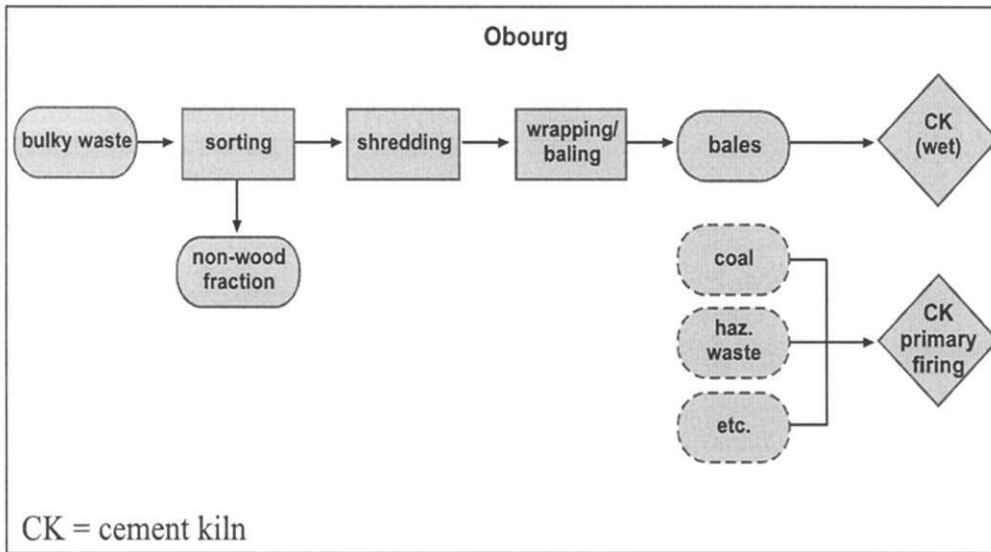 Obourg
bulky waste
sorting
shredding
wrapping/
baling
bales
CK
(wet)
non-wood
fraction
coal
haz.
waste
etc.
CK
primary
firing
CK = cement kiln